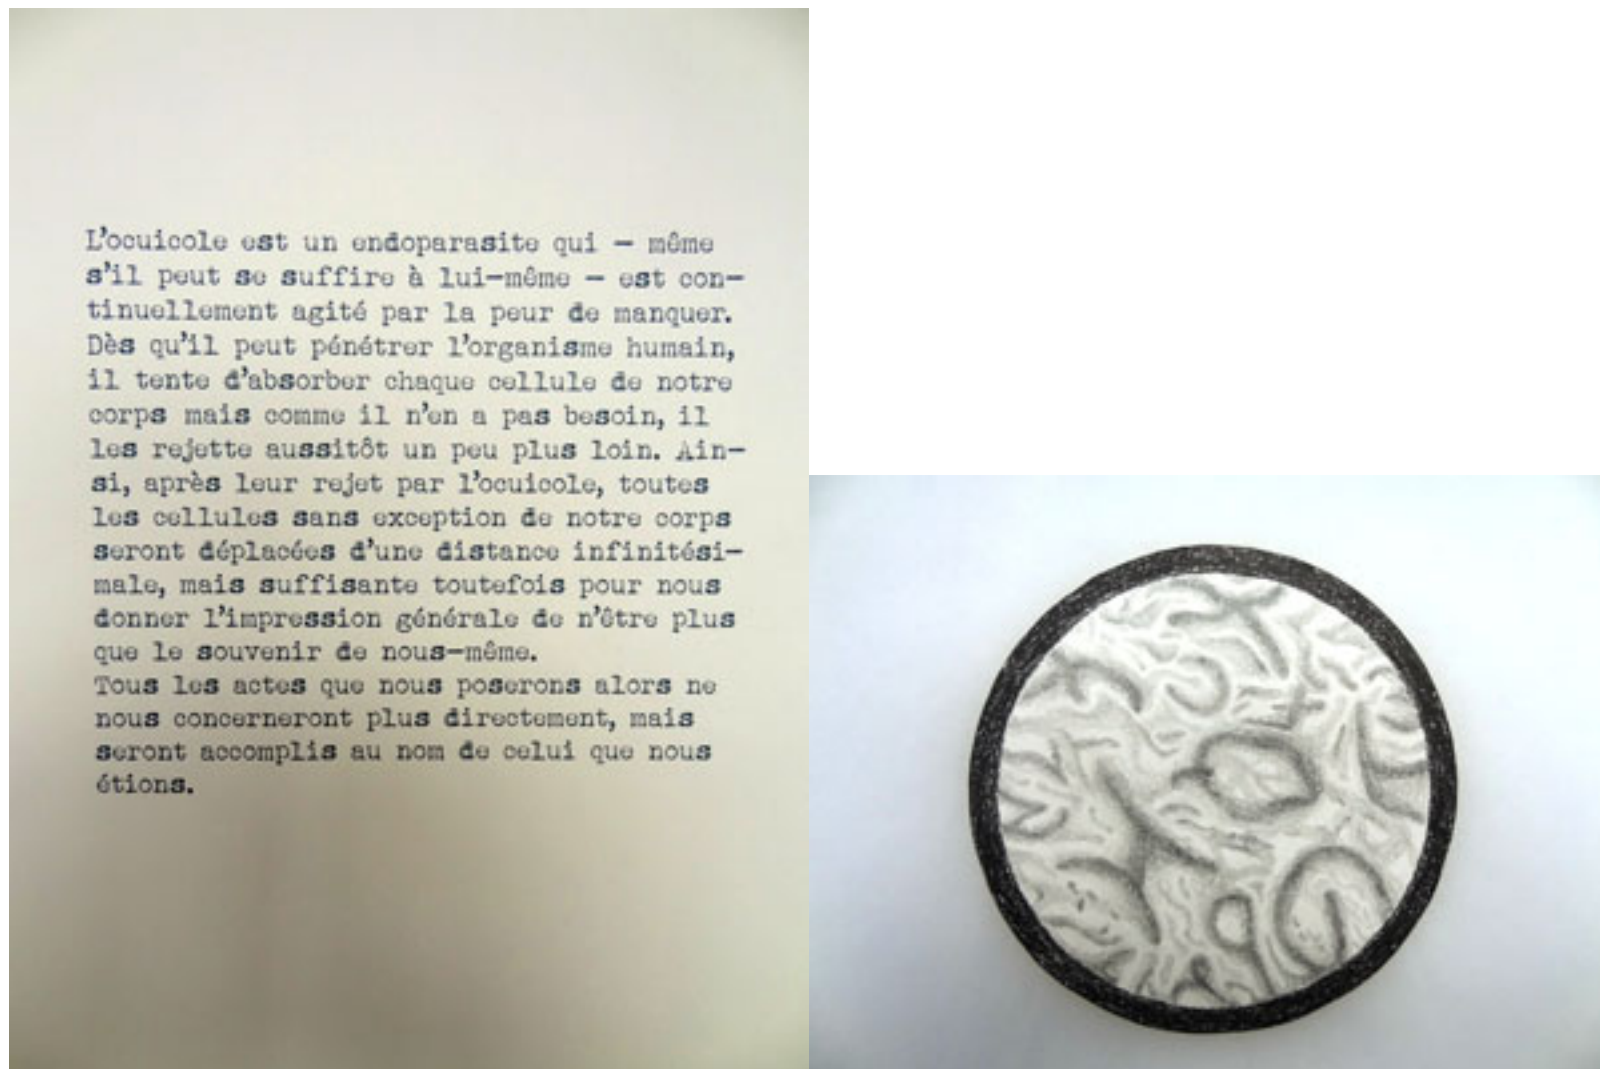 L'ocuicole est un endoparasite qui — même
s'il peut se suffire à lui-même — est con-
tinuellement agité par la peur de manquer.
Dès qu'il peut pénétrer l'organisme humain,
il tente d'absorber chaque cellule de notre
corps mais comme il n'en a pas besoin, il
les rejette aussitôt un peu plus loin. Ain-
si, après leur rejet par l'ocuicole, toutes
les cellules sans exception de notre corps
seront déplacées d'une distance infinitési-
male, mais suffisante toutefois pour nous
donner l'impression générale de n'être plus
que le souvenir de nous-même.
Tous les actes que nous poserons alors ne
nous concerneront plus directement, mais
seront accomplis au nom de celui que nous
étions.